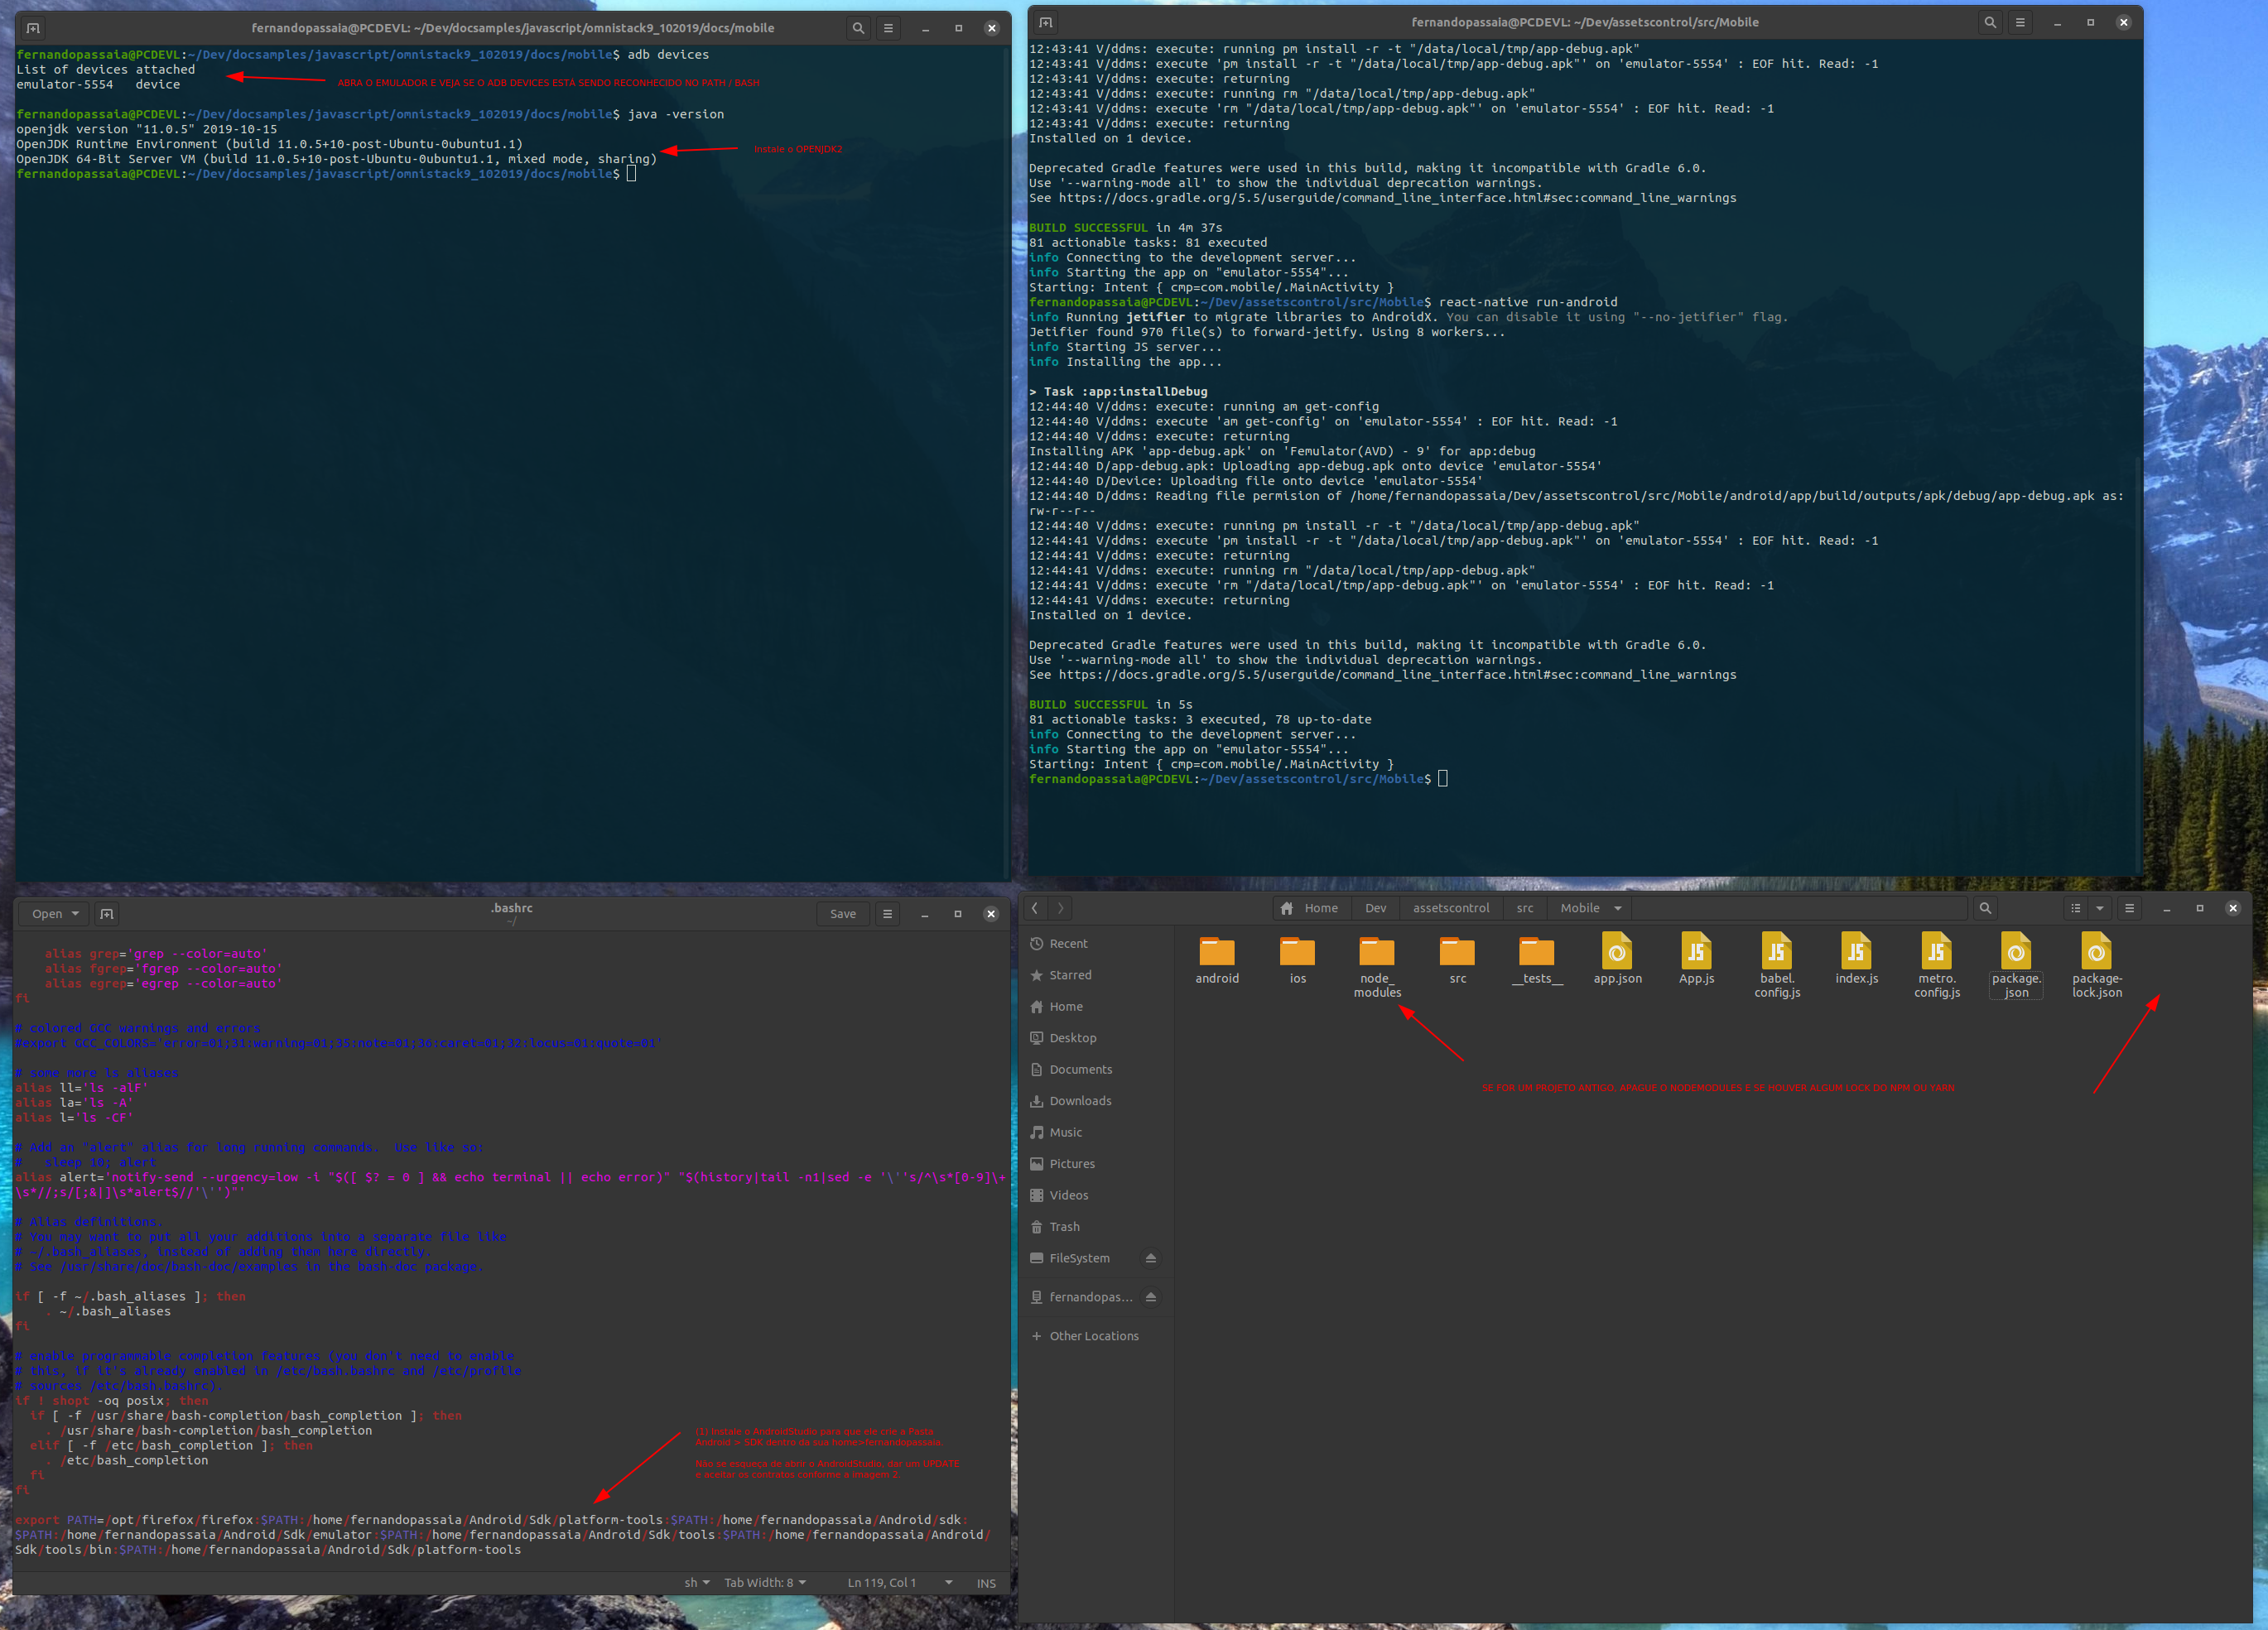 fernandopassaia@PCDEVL: ~/Dev/docsamples/javascript/omnistack9_102019/docs/mobile
fernandopassaia@PCDEVL:~/Dev/docsamples/javascript/omnistack9_102019/docs/mobile$ adb devices
List of devices attached
emulator-5554   device
ABRA O EMULADOR E VEJA SE O ADB DEVICES ESTÁ SENDO RECONHECIDO NO PATH / BASH
fernandopassaia@PCDEVL:~/Dev/docsamples/javascript/omnistack9_102019/docs/mobile$ java -version
openjdk version "11.0.5" 2019-10-15
OpenJDK Runtime Environment (build 11.0.5+10-post-Ubuntu-0ubuntu1.1)
OpenJDK 64-Bit Server VM (build 11.0.5+10-post-Ubuntu-0ubuntu1.1, mixed mode, sharing)
Instale o OPENJDK2
fernandopassaia@PCDEVL:~/Dev/docsamples/javascript/omnistack9_102019/docs/mobile$
fernandopassaia@PCDEVL: ~/Dev/assetscontrol/src/Mobile
12:43:41 V/ddms: execute: running pm install -r -t "/data/local/tmp/app-debug.apk"
12:43:41 V/ddms: execute 'pm install -r -t "/data/local/tmp/app-debug.apk"' on 'emulator-5554' : EOF hit. Read: -1
12:43:41 V/ddms: execute: returning
12:43:41 V/ddms: execute: running rm "/data/local/tmp/app-debug.apk"
12:43:41 V/ddms: execute 'rm "/data/local/tmp/app-debug.apk"' on 'emulator-5554' : EOF hit. Read: -1
12:43:41 V/ddms: execute: returning
Installed on 1 device.
Deprecated Gradle features were used in this build, making it incompatible with Gradle 6.0.
Use '--warning-mode all' to show the individual deprecation warnings.
See https://docs.gradle.org/5.5/userguide/command_line_interface.html#sec:command_line_warnings
BUILD SUCCESSFUL in 4m 37s
81 actionable tasks: 81 executed
info Connecting to the development server...
info Starting the app on "emulator-5554"...
Starting: Intent { cmp=com.mobile/.MainActivity }
fernandopassaia@PCDEVL:~/Dev/assetscontrol/src/Mobile$ react-native run-android
info Running jetifier to migrate libraries to AndroidX. You can disable it using "--no-jetifier" flag.
Jetifier found 970 file(s) to forward-jetify. Using 8 workers...
info Starting JS server...
info Installing the app...
> Task :app:installDebug
12:44:40 V/ddms: execute: running am get-config
12:44:40 V/ddms: execute 'am get-config' on 'emulator-5554' : EOF hit. Read: -1
12:44:40 V/ddms: execute: returning
Installing APK 'app-debug.apk' on 'Femulator(AVD) - 9' for app:debug
12:44:40 D/app-debug.apk: Uploading app-debug.apk onto device 'emulator-5554'
12:44:40 D/Device: Uploading file onto device 'emulator-5554'
12:44:40 D/ddms: Reading file permision of /home/fernandopassaia/Dev/assetscontrol/src/Mobile/android/app/build/outputs/apk/debug/app-debug.apk as:
rw-r--r--
12:44:40 V/ddms: execute: running pm install -r -t "/data/local/tmp/app-debug.apk"
12:44:41 V/ddms: execute 'pm install -r -t "/data/local/tmp/app-debug.apk"' on 'emulator-5554' : EOF hit. Read: -1
12:44:41 V/ddms: execute: returning
12:44:41 V/ddms: execute: running rm "/data/local/tmp/app-debug.apk"
12:44:41 V/ddms: execute 'rm "/data/local/tmp/app-debug.apk"' on 'emulator-5554' : EOF hit. Read: -1
12:44:41 V/ddms: execute: returning
Installed on 1 device.
Deprecated Gradle features were used in this build, making it incompatible with Gradle 6.0.
Use '--warning-mode all' to show the individual deprecation warnings.
See https://docs.gradle.org/5.5/userguide/command_line_interface.html#sec:command_line_warnings
BUILD SUCCESSFUL in 5s
81 actionable tasks: 3 executed, 78 up-to-date
info Connecting to the development server...
info Starting the app on "emulator-5554"...
Starting: Intent { cmp=com.mobile/.MainActivity }
fernandopassaia@PCDEVL:~/Dev/assetscontrol/src/Mobile$
Open
.bashrc
~/
Save
alias grep='grep --color=auto'
alias fgrep='fgrep --color=auto'
alias egrep='egrep --color=auto'
fi
# colored GCC warnings and errors
#export GCC_COLORS='error=01;31:warning=01;35:note=01;36:caret=01;32:locus=01:quote=01'
# some more ls aliases
alias ll='ls -alF'
alias la='ls -A'
alias l='ls -CF'
# Add an "alert" alias for long running commands.  Use like so:
#   sleep 10; alert
alias alert='notify-send --urgency=low -i "$([ $? = 0 ] && echo terminal || echo error)" "$(history|tail -n1|sed -e '\''s/^\s*[0-9]\+
\s*//;s/[;&|]\s*alert$//'\'')"'
# Alias definitions.
# You may want to put all your additions into a separate file like
# ~/.bash_aliases, instead of adding them here directly.
# See /usr/share/doc/bash-doc/examples in the bash-doc package.
if [ -f ~/.bash_aliases ]; then
. ~/.bash_aliases
fi
# enable programmable completion features (you don't need to enable
# this, if it's already enabled in /etc/bash.bashrc and /etc/profile
# sources /etc/bash.bashrc).
if ! shopt -oq posix; then
if [ -f /usr/share/bash-completion/bash_completion ]; then
. /usr/share/bash-completion/bash_completion
elif [ -f /etc/bash_completion ]; then
. /etc/bash_completion
fi
fi
(1) Instale o AndroidStudio para que ele crie a Pasta
Android > SDK dentro da sua home>fernandopassaia.
Não se esqueça de abrir o AndroidStudio, dar um UPDATE
e aceitar os contratos conforme a imagem 2.
export PATH=/opt/firefox/firefox:$PATH:/home/fernandopassaia/Android/Sdk/platform-tools:$PATH:/home/fernandopassaia/Android/sdk:
$PATH:/home/fernandopassaia/Android/Sdk/emulator:$PATH:/home/fernandopassaia/Android/Sdk/tools:$PATH:/home/fernandopassaia/Android/
Sdk/tools/bin:$PATH:/home/fernandopassaia/Android/Sdk/platform-tools
sh   Tab Width: 8   Ln 119, Col 1   INS
Home   Dev   assetscontrol   src   Mobile
Recent
Starred
Home
Desktop
Documents
Downloads
Music
Pictures
Videos
Trash
FileSystem
fernandopas...
Other Locations
android
ios
node_
modules
src
__tests__
app.json
App.js
babel.
config.js
index.js
metro.
config.js
package.
json
package-
lock.json
SE FOR UM PROJETO ANTIGO, APAGUE O NODEMODULES E SE HOUVER ALGUM LOCK DO NPM OU YARN